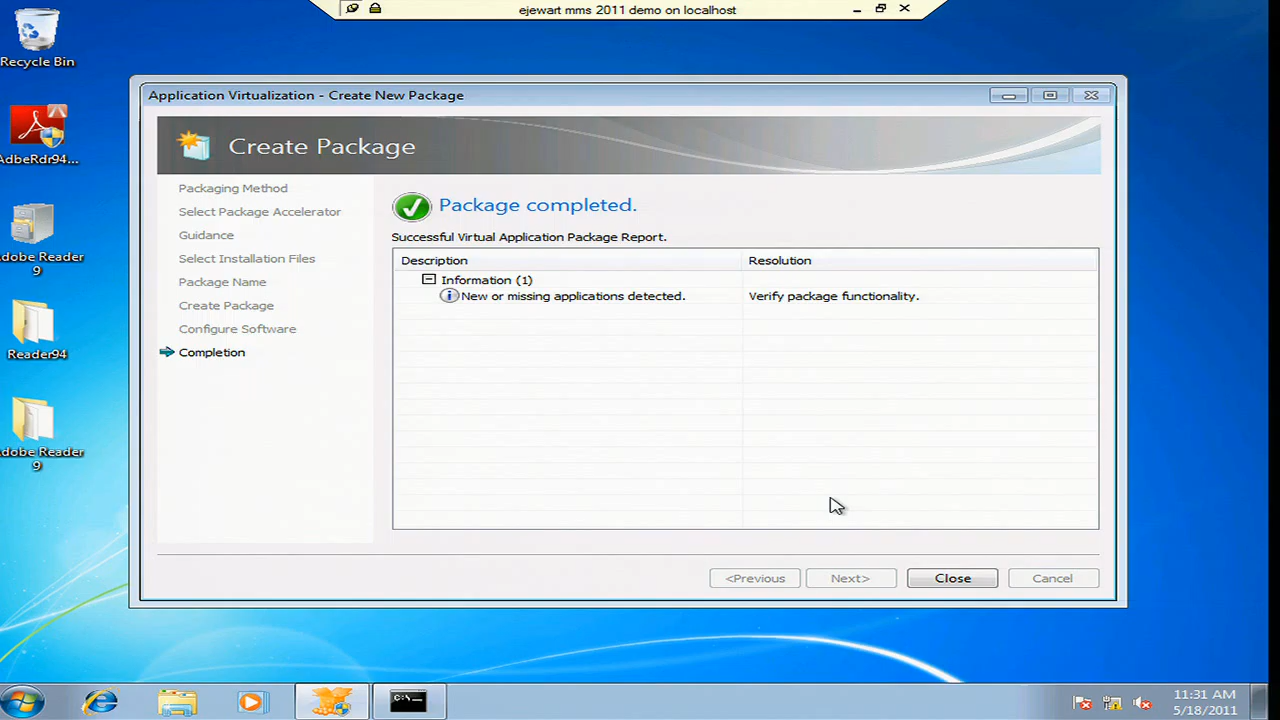 ejewart mms 2011 demo on localhost
Recycle Bin
AdbeRdr94...
Adobe Reader
9
Reader94
Adobe Reader
9
Application Virtualization - Create New Package
Create Package
Packaging Method
Select Package Accelerator
Guidance
Select Installation Files
Package Name
Create Package
Configure Software
Completion
Package completed.
Successful Virtual Application Package Report.
Description Resolution
Information (1)
New or missing applications detected. Verify package functionality.
<Previous Next> Close Cancel
C:\
11:31 AM
5/18/2011